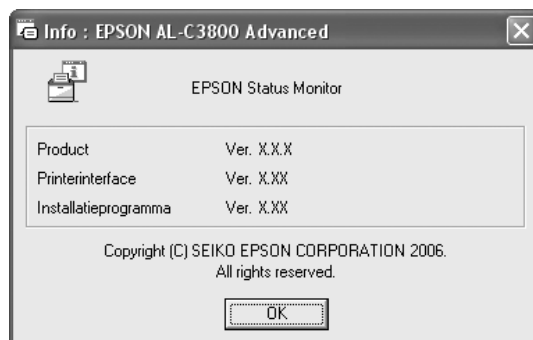 Info : EPSON AL-C3800 Advanced
EPSON Status Monitor
Product Ver. X.X.X
Printerinterface Ver. X.XX
Installatieprogramma Ver. X.XX
Copyright (C) SEIKO EPSON CORPORATION 2006.
All rights reserved.
OK